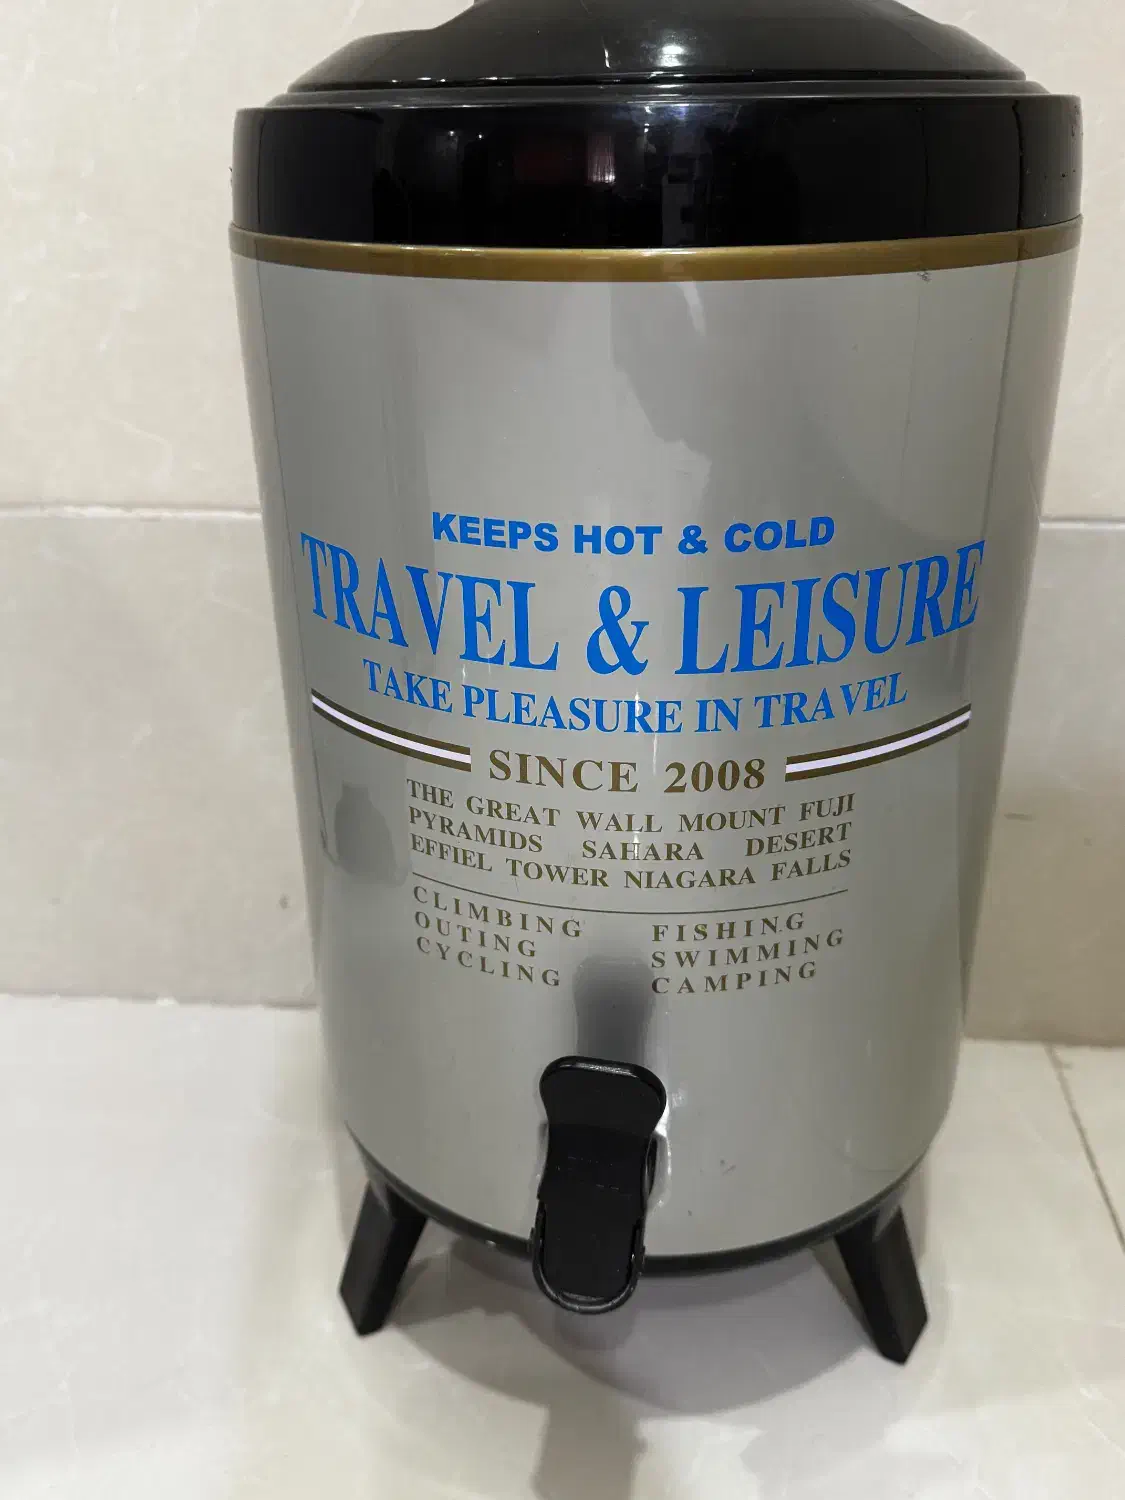 KEEPS HOT & COLD
TRAVEL & LEISURE
TAKE PLEASURE IN TRAVEL
SINCE 2008
THE GREAT WALL MOUNT FUJI
PYRAMIDS SAHARA DESERT
EFFIEL TOWER NIAGARA FALLS
CLIMBING FISHING
OUTING SWIMMING
CYCLING CAMPING